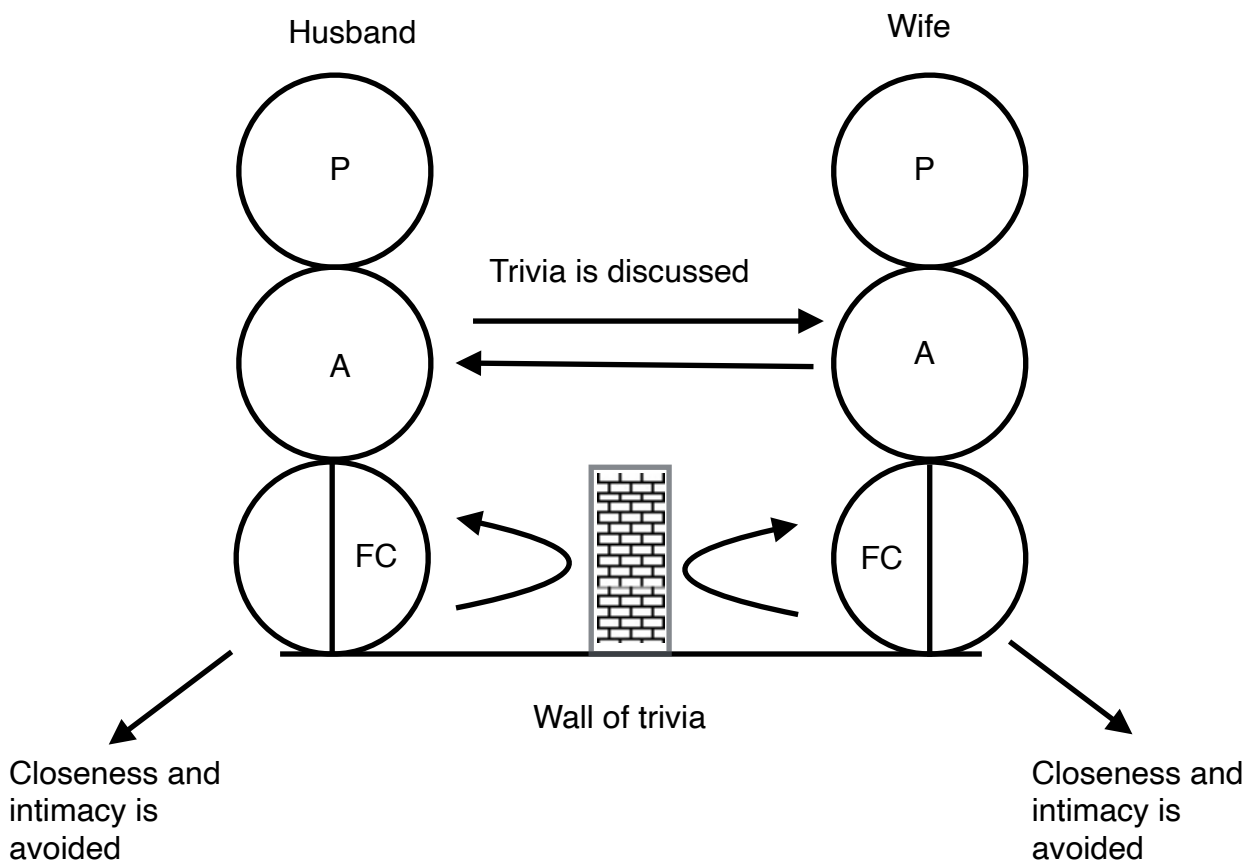 Husband
Wife
P
P
Trivia is discussed
A
A
FC
FC
Wall of trivia
Closeness and
intimacy is
avoided
Closeness and
intimacy is
avoided